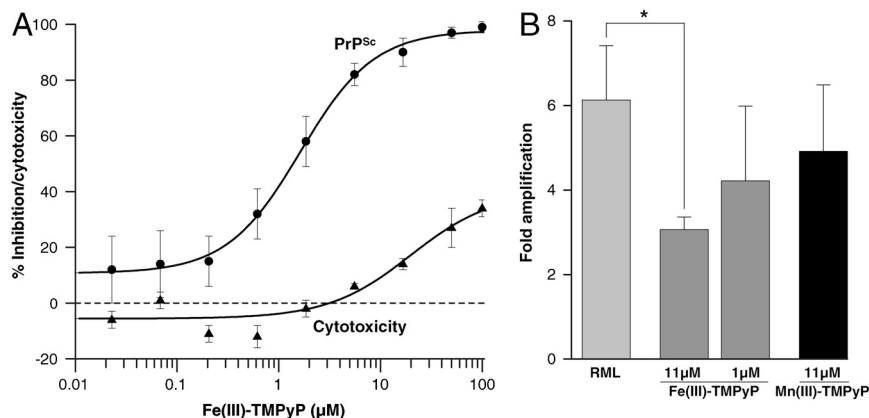 A
% Inhibition/cytotoxicity
100
80
60
40
20
0
-20
PrPSc
Cytotoxicity
0.01
0.1
1
10
100
Fe(III)-TMPyP (µM)
B
Fold amplification
8
6
4
2
0
*
RML
11µM
1µM
11µM
Fe(III)-TMPyP
Mn(III)-TMPyP